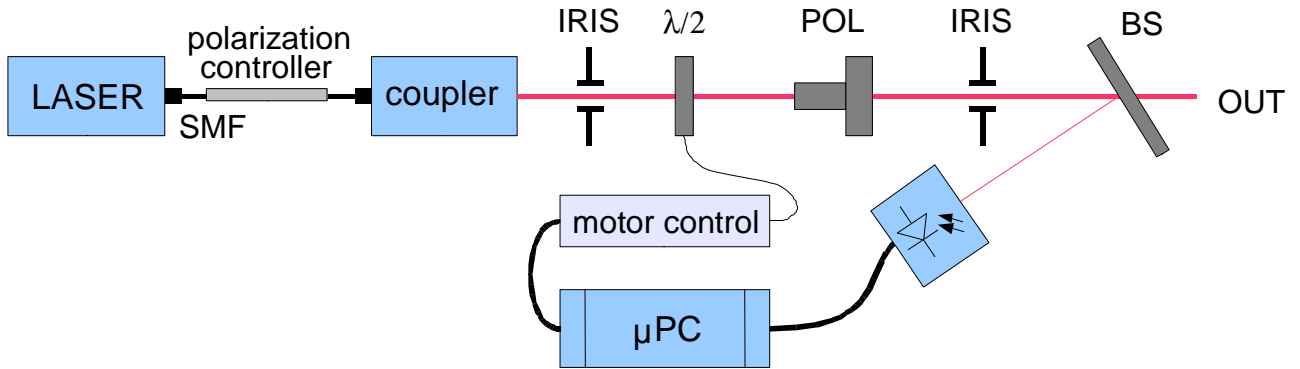 IRIS
λ/2
POL
IRIS
BS
polarization
controller
LASER
coupler
SMF
OUT
motor control
µPC